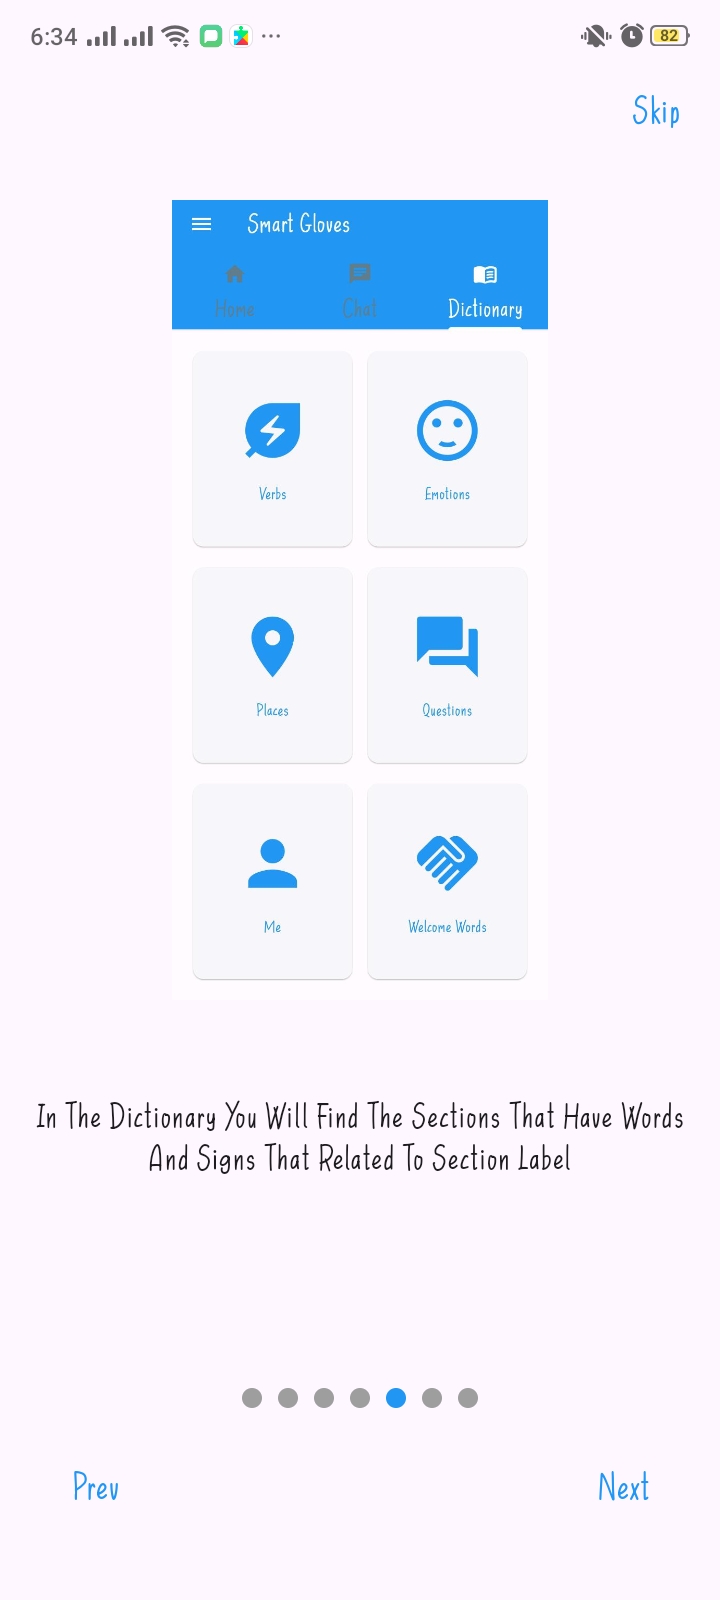 6:34
82
Skip
Smart Gloves
Home Chat Dictionary
Verbs Emotions
Places Questions
Me Welcome Words
In The Dictionary You Will Find The Sections That Have Words
And Signs That Related To Section Label
Prev Next